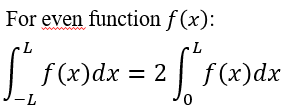 For even function f(x):
∫_{-L}^{L} f(x)dx = 2 ∫_{0}^{L} f(x)dx